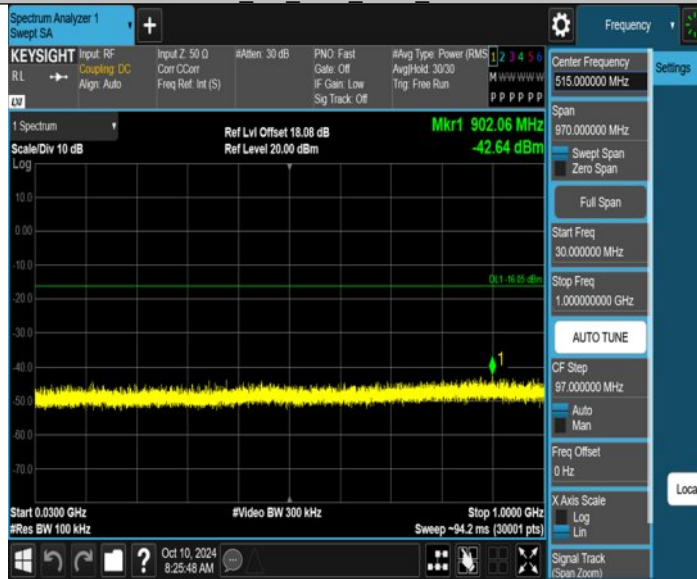 Spectrum Analyzer 1
Swept SA
+
Frequency
KEYSIGHT
RL
Input: RF
Coupling: DC
Align: Auto
Input Z: 50 Ω
Corr CCorr
Freq Ref: Int (S)
#Atten: 30 dB
PNO: Fast
Gate: Off
IF Gain: Low
Sig Track: Off
#Avg Type: Power (RMS
Avg|Hold: 30/30
Trig: Free Run
1 2 3 4 5 6
M W W W W W
P P P P P P
LXI
1 Spectrum
Scale/Div 10 dB
Log
Ref Lvl Offset 18.08 dB
Ref Level 20.00 dBm
Mkr1 902.06 MHz
-42.64 dBm
10.0
0.00
-10.0
-20.0
-30.0
-40.0
-50.0
-60.0
-70.0
DL1 -16.05 dBm
1
Start 0.0300 GHz
#Res BW 100 kHz
#Video BW 300 kHz
Stop 1.0000 GHz
Sweep ~94.2 ms (30001 pts)
?
Oct 10, 2024
8:25:48 AM
Center Frequency
515.000000 MHz
Span
970.000000 MHz
Swept Span
Zero Span
Full Span
Start Freq
30.000000 MHz
Stop Freq
1.000000000 GHz
AUTO TUNE
CF Step
97.000000 MHz
Auto
Man
Freq Offset
0 Hz
X Axis Scale
Log
Lin
Signal Track
(Span Zoom)
Settings
Loca